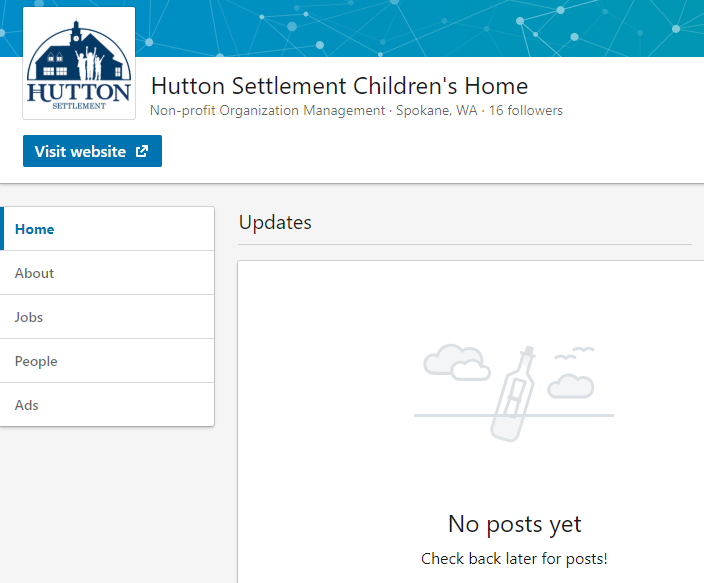 HUTTON
SETTLEMENT
Hutton Settlement Children's Home
Non-profit Organization Management · Spokane, WA · 16 followers
Visit website
Home
About
Jobs
People
Ads
Updates
No posts yet
Check back later for posts!